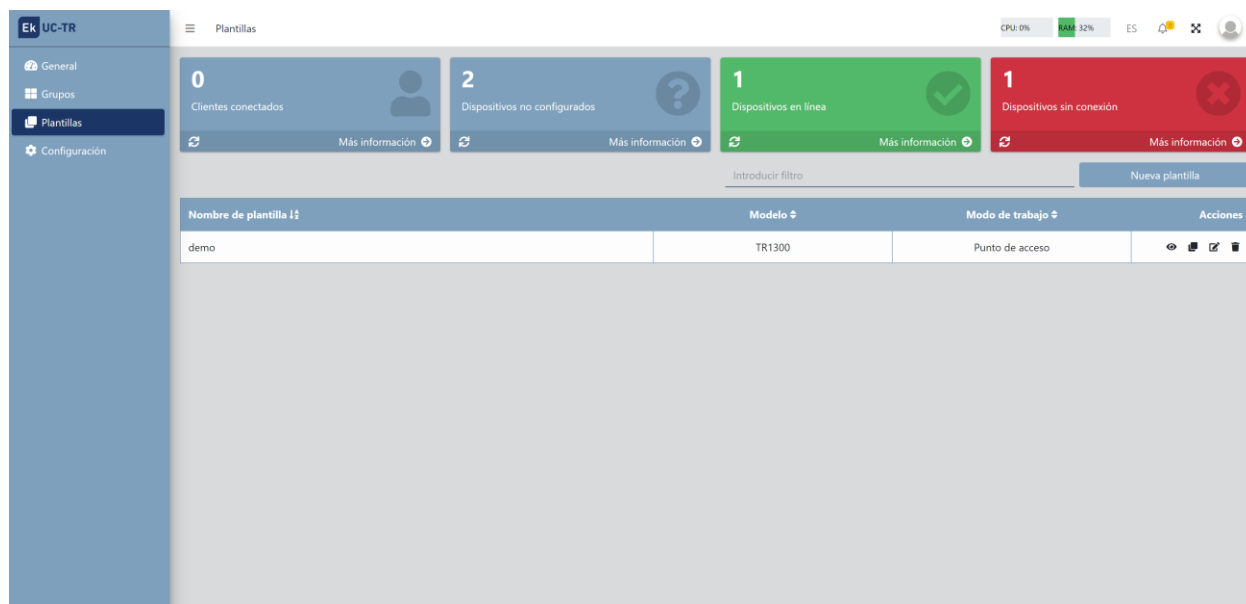 Ek UC-TR
Plantillas
CPU: 0%
RAM: 32%
ES
General
Grupos
Plantillas
Configuración
0
Clientes conectados
Más información
2
Dispositivos no configurados
Más información
1
Dispositivos en línea
Más información
1
Dispositivos sin conexión
Más información
Introducir filtro
Nueva plantilla
Nombre de plantilla
Modelo
Modo de trabajo
Acciones
demo
TR1300
Punto de acceso